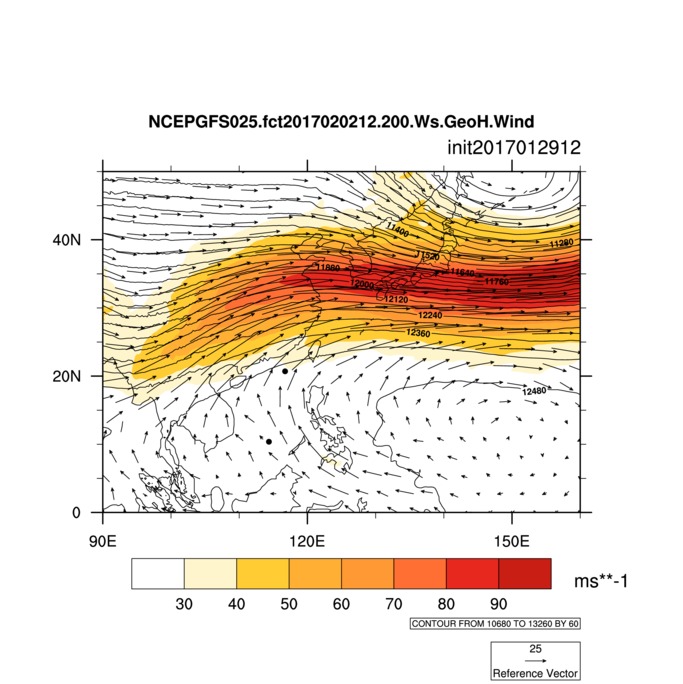 NCEPGFS025.fct2017020212.200.Ws.GeoH.Wind
init2017012912
11400
11280
40N
11520
11880
11640
11760
12000
12120
12240
12360
20N
12480
0
90E 120E 150E
ms**-1
30 40 50 60 70 80 90
CONTOUR FROM 10680 TO 13260 BY 60
25
Reference Vector